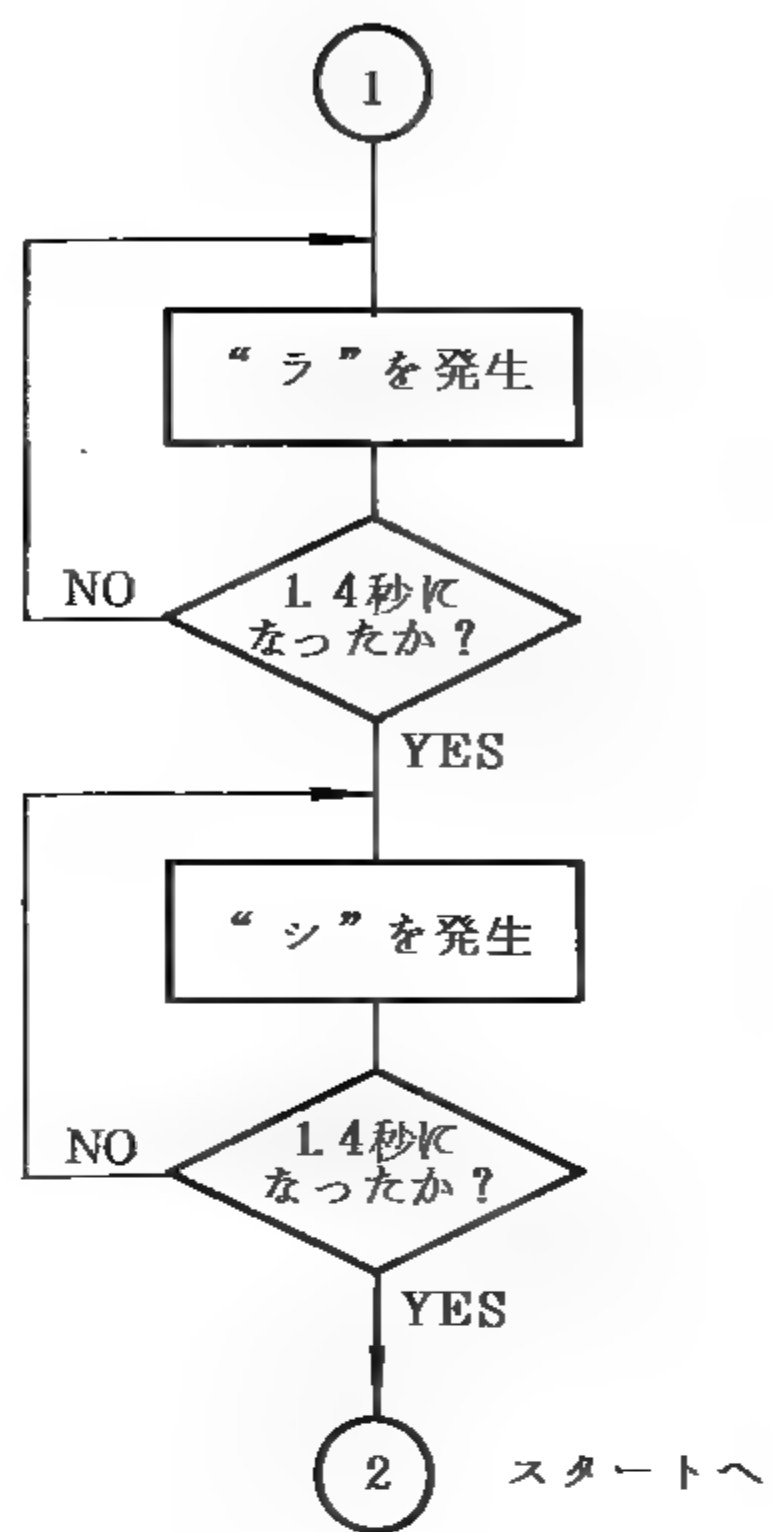 1
“ラ”を発生
1.4秒に
なったか?
NO
YES
“シ”を発生
1.4秒に
なったか?
NO
YES
2
スタートへ